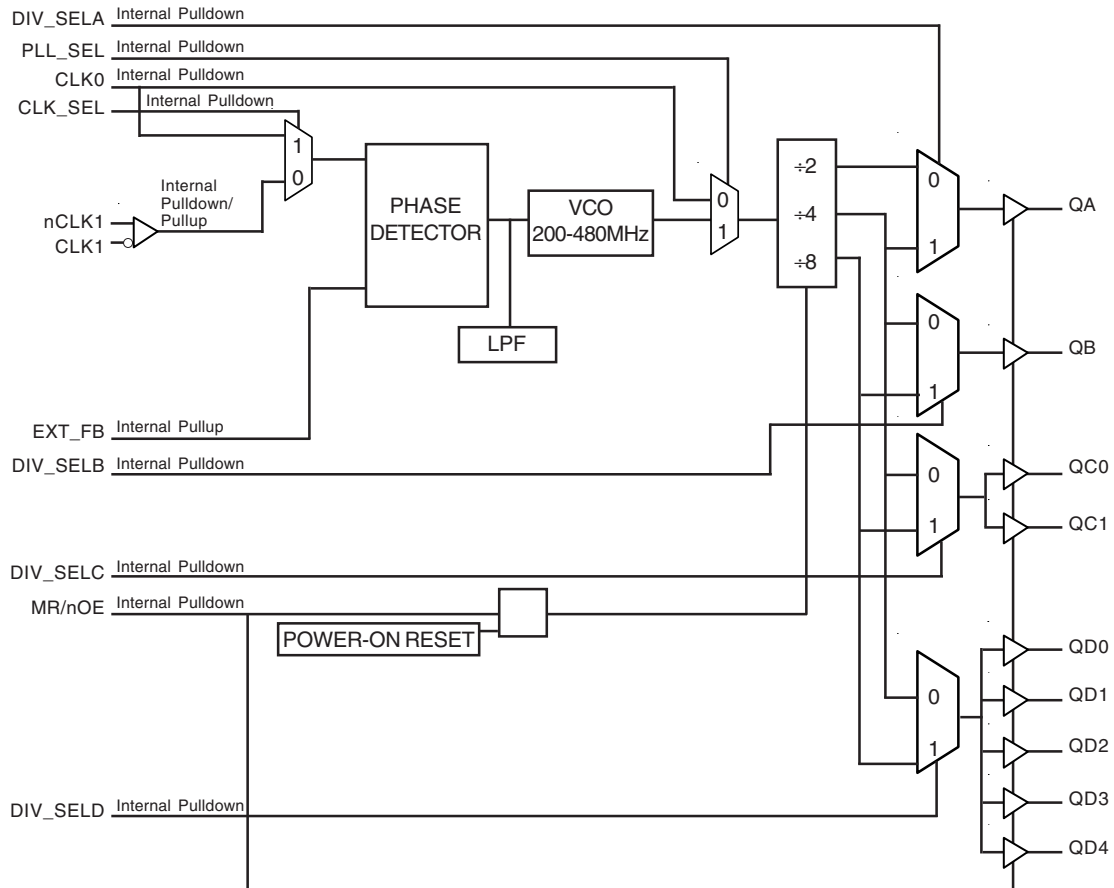 DIV_SELA Internal Pulldown
PLL_SEL Internal Pulldown
CLK0 Internal Pulldown
CLK_SEL Internal Pulldown
1
0
Internal
Pulldown/
Pullup
nCLK1
CLK1
PHASE
DETECTOR
VCO
200-480MHz
LPF
0
1
÷2
÷4
÷8
0
1
QA
0
1
QB
EXT_FB Internal Pullup
DIV_SELB Internal Pulldown
0
1
QC0
QC1
DIV_SELC Internal Pulldown
MR/nOE Internal Pulldown
POWER-ON RESET
0
1
QD0
QD1
QD2
QD3
QD4
DIV_SELD Internal Pulldown